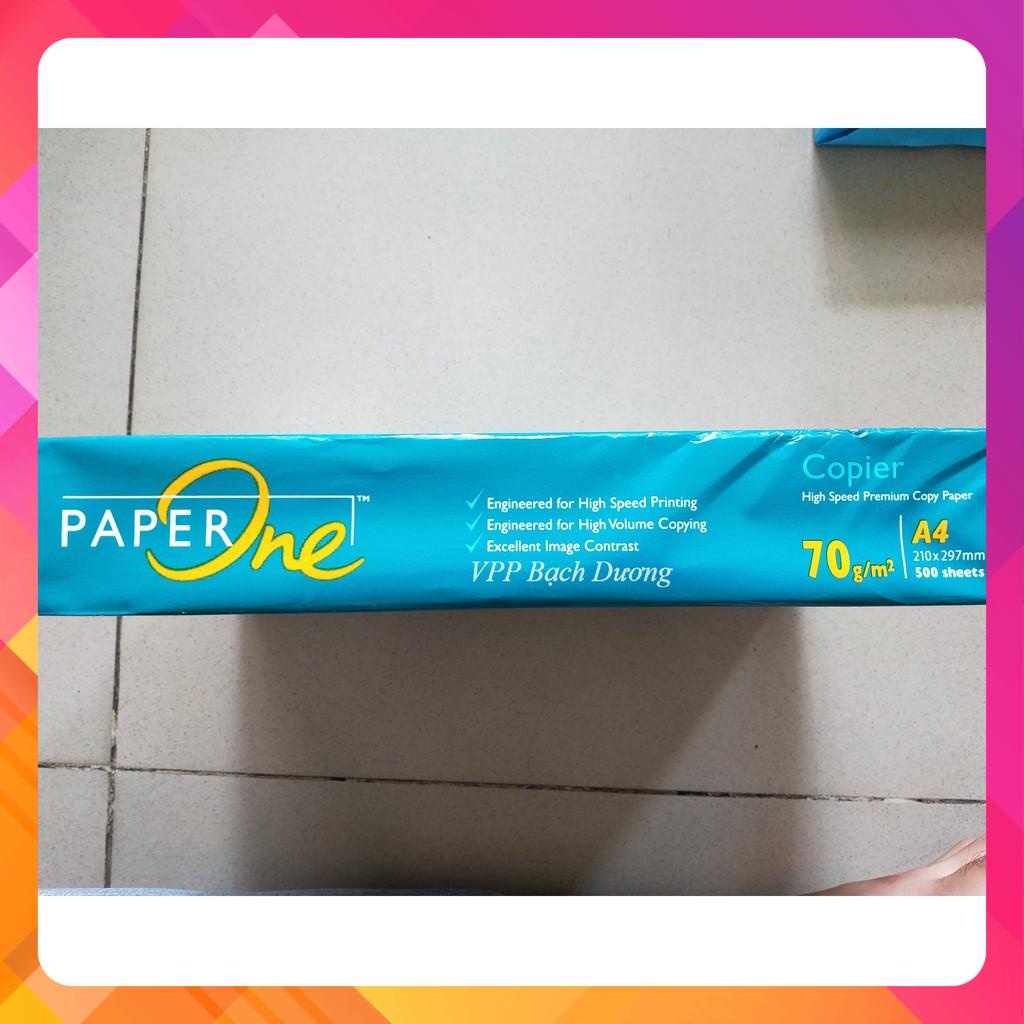 PAPER One™
Engineered for High Speed Printing
Engineered for High Volume Copying
Excellent Image Contrast
VPP Bạch Dương
Copier
High Speed Premium Copy Paper
70 g/m²
A4
210x297mm
500 sheets